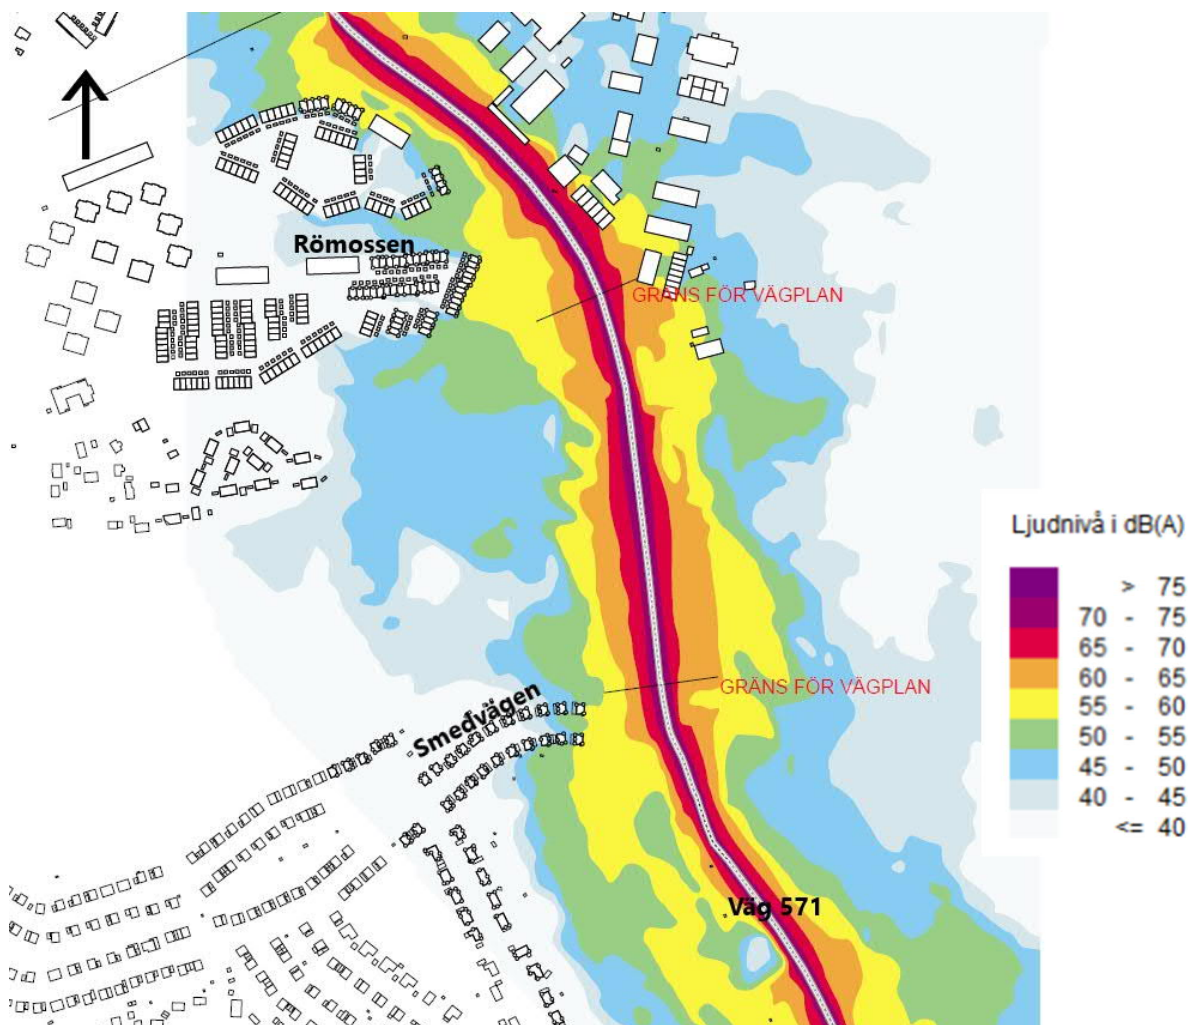 Römossen
GRÄNS FÖR VÄGPLAN
Ljudnivå i dB(A)
> 75
70 - 75
65 - 70
60 - 65
55 - 60
50 - 55
45 - 50
40 - 45
<= 40
GRÄNS FÖR VÄGPLAN
Smedvägen
Väg 571